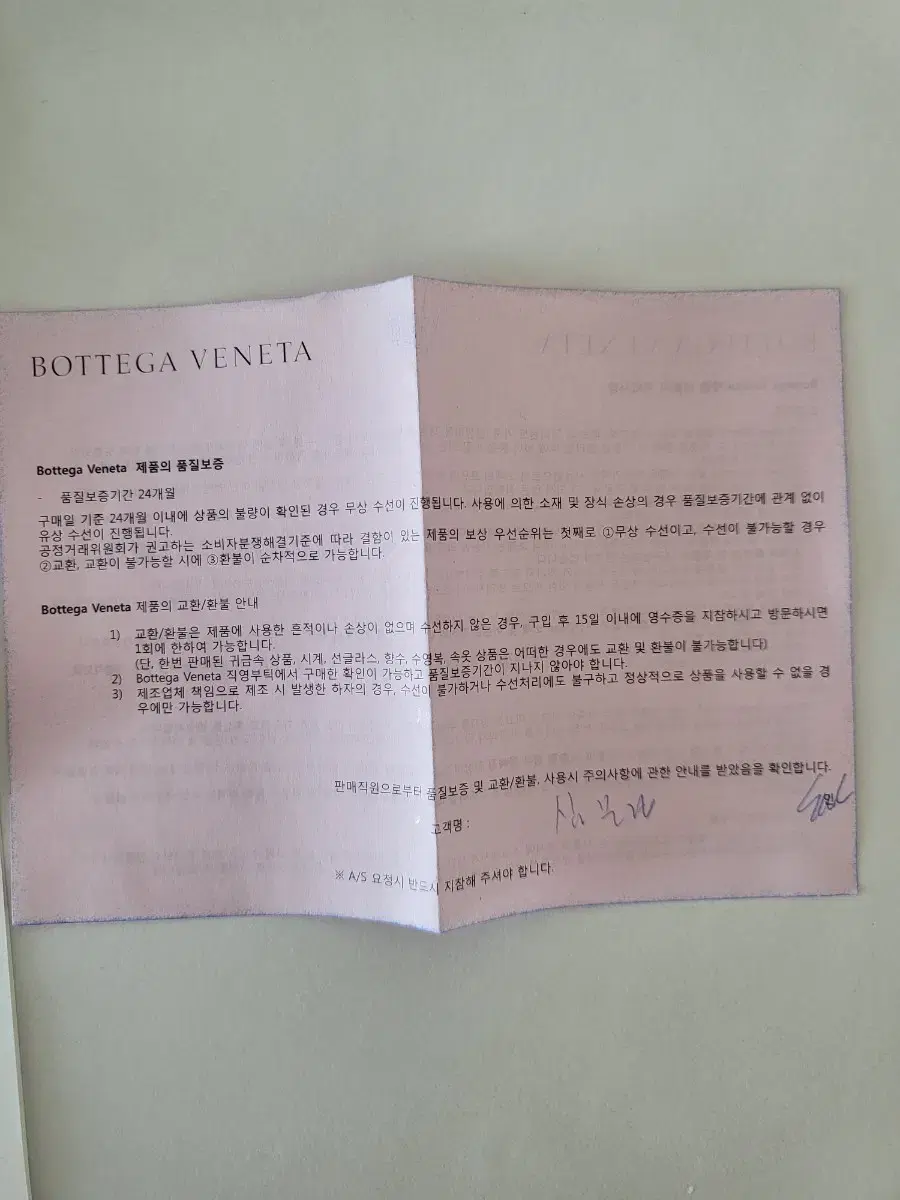 BOTTEGA VENETA
Bottega Veneta 제품의 품질보증
- 품질보증기간 24개월
구매일 기준 24개월 이내에 상품의 불량이 확인된 경우 무상 수선이 진행됩니다. 사용에 의한 소재 및 장식 손상의 경우 품질보증기간에 관계 없이
유상 수선이 진행됩니다.
공정거래위원회가 권고하는 소비자분쟁해결기준에 따라 결함이 있는 제품의 보상 우선순위는 첫째로 ①무상 수선이고, 수선이 불가능할 경우
②교환, 교환이 불가능할 시에 ③환불이 순차적으로 가능합니다.
Bottega Veneta 제품의 교환/환불 안내
1) 교환/환불은 제품에 사용한 흔적이나 손상이 없으며 수선하지 않은 경우, 구입 후 15일 이내에 영수증을 지참하시고 방문하시면
1회에 한하여 가능합니다.
(단, 한번 판매된 귀금속 상품, 시계, 선글라스, 향수, 수영복, 속옷 상품은 어떠한 경우에도 교환 및 환불이 불가능합니다)
2) Bottega Veneta 직영부틱에서 구매한 확인이 가능하고 품질보증기간이 지나지 않아야 합니다.
3) 제조업체 책임으로 제조 시 발생한 하자의 경우, 수선이 불가하거나 수선처리에도 불구하고 정상적으로 상품을 사용할 수 없을 경
우에만 가능합니다.
판매직원으로부터 품질보증 및 교환/환불. 사용시 주의사항에 관한 안내를 받았음을 확인합니다.
고객명 :
※ A/S 요청시 반드시 지참해 주셔야 합니다.